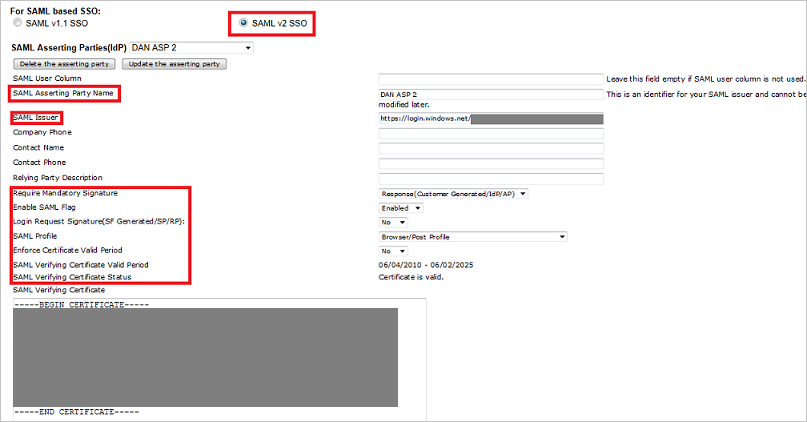 For SAML based SSO:
SAML v1.1 SSO SAML v2 SSO
SAML Asserting Parties(IdP) DAN ASP 2
Delete the asserting party Update the asserting party
SAML User Column Leave this field empty if SAML user column is not used.
SAML Asserting Party Name DAN ASP 2 This is an identifier for your SAML issuer and cannot be
modified later.
SAML Issuer https://login.windows.net/
Company Phone
Contact Name
Contact Phone
Relying Party Description
Require Mandatory Signature Response(Customer Generated/IdP/AP)
Enable SAML Flag Enabled
Login Request Signature(SF Generated/SP/RP): No
SAML Profile Browser/Post Profile
Enforce Certificate Valid Period No
SAML Verifying Certificate Valid Period 06/04/2010 - 06/02/2025
SAML Verifying Certificate Status Certificate is valid.
SAML Verifying Certificate
-----BEGIN CERTIFICATE-----
-----END CERTIFICATE-----